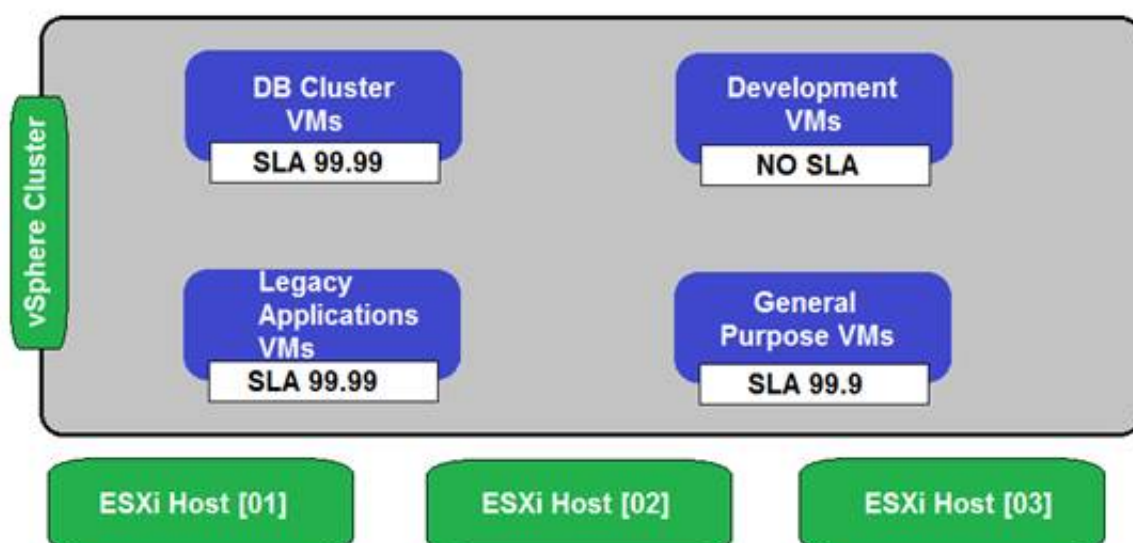 vSphere Cluster
DB Cluster
VMs
SLA 99.99
Development
VMs
NO SLA
Legacy
Applications
VMs
SLA 99.99
General
Purpose VMs
SLA 99.9
ESXi Host [01]
ESXi Host [02]
ESXi Host [03]